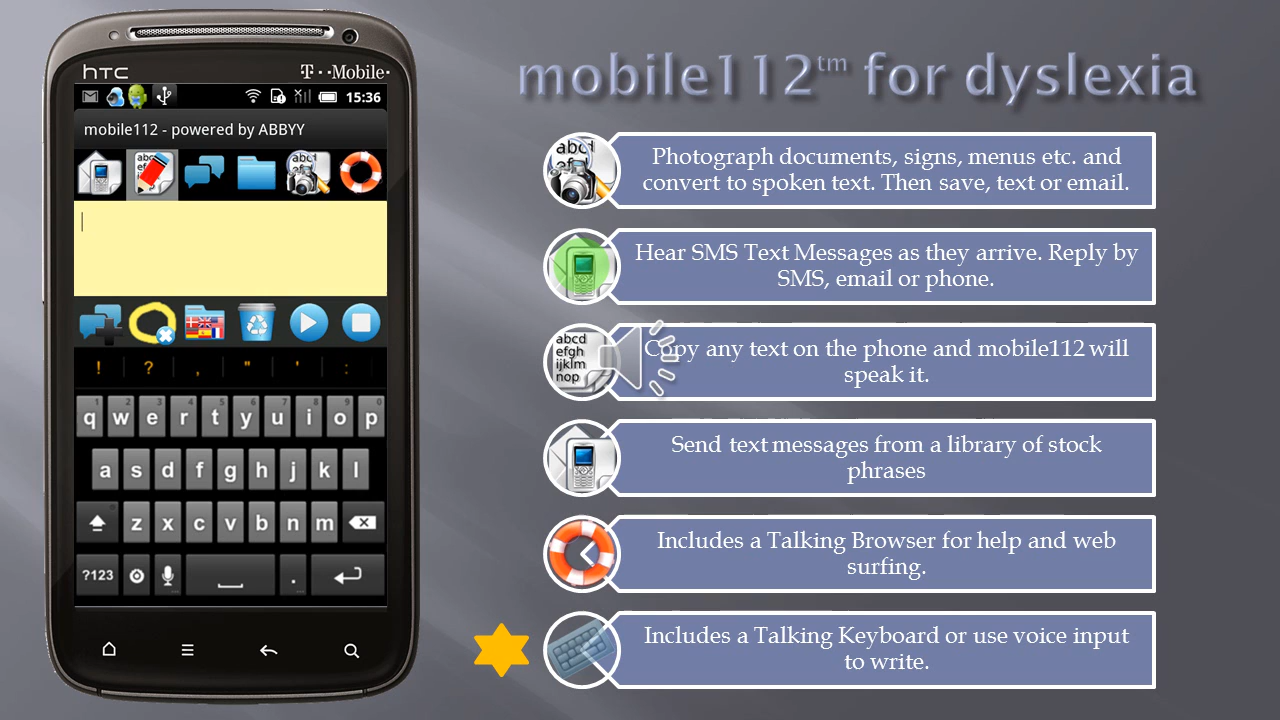 hTC
T··Mobile·
15:36
mobile112 - powered by ABBYY
! ? , " ' :
q w e r t y u i o p
a s d f g h j k l
z x c v b n m
?123 .
mobile112™ for dyslexia
Photograph documents, signs, menus etc. and
convert to spoken text. Then save, text or email.
Hear SMS Text Messages as they arrive. Reply by
SMS, email or phone.
abcd
efgh
ijklm
nop
Copy any text on the phone and mobile112 will
speak it.
Send text messages from a library of stock
phrases
Includes a Talking Browser for help and web
surfing.
Includes a Talking Keyboard or use voice input
to write.